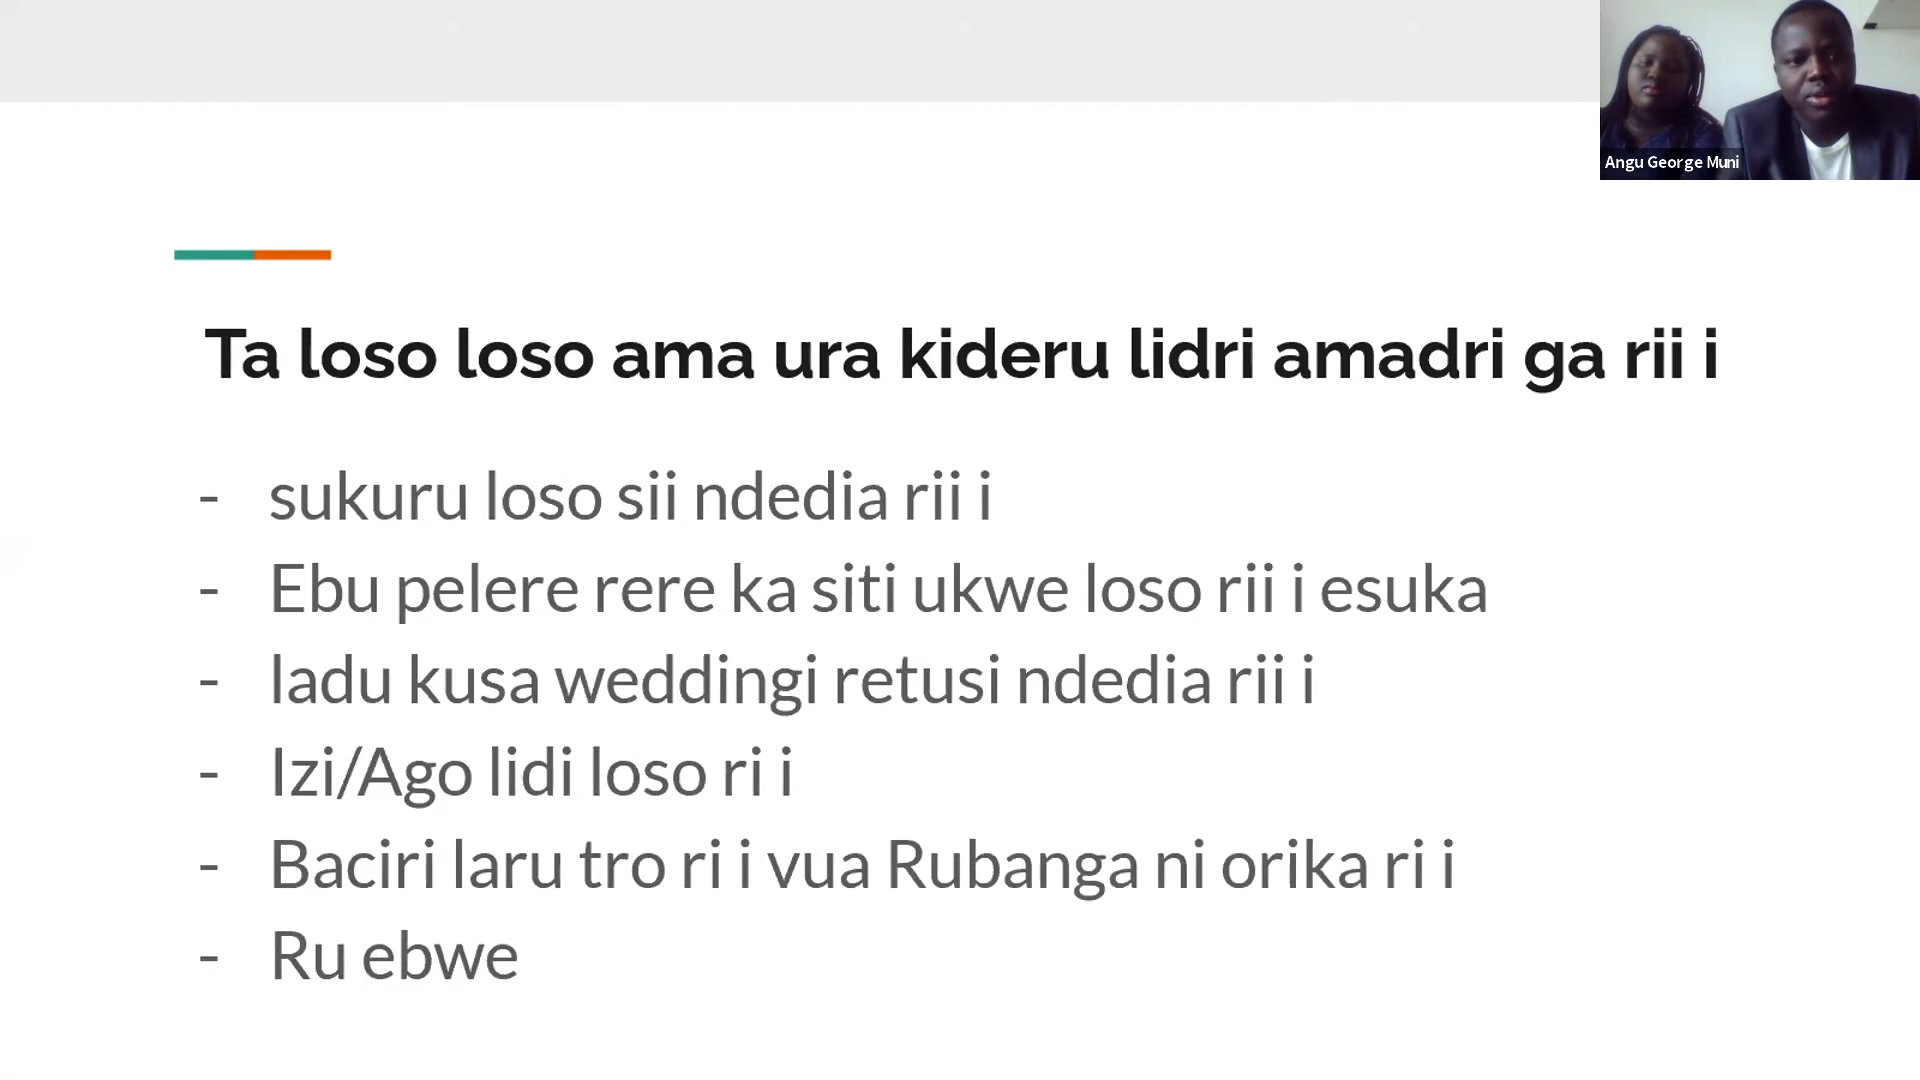 Angu George Muni
Ta loso loso ama ura kideru lidri amadri ga rii i
- sukuru loso sii ndedia rii i
- Ebu pelere rere ka siti ukwe loso rii i esuka
- ladu kusa weddingi retusi ndedia rii i
- Izi/Ago lidi loso ri i
- Baciri laru tro ri i vua Rubanga ni orika ri i
- Ru ebwe